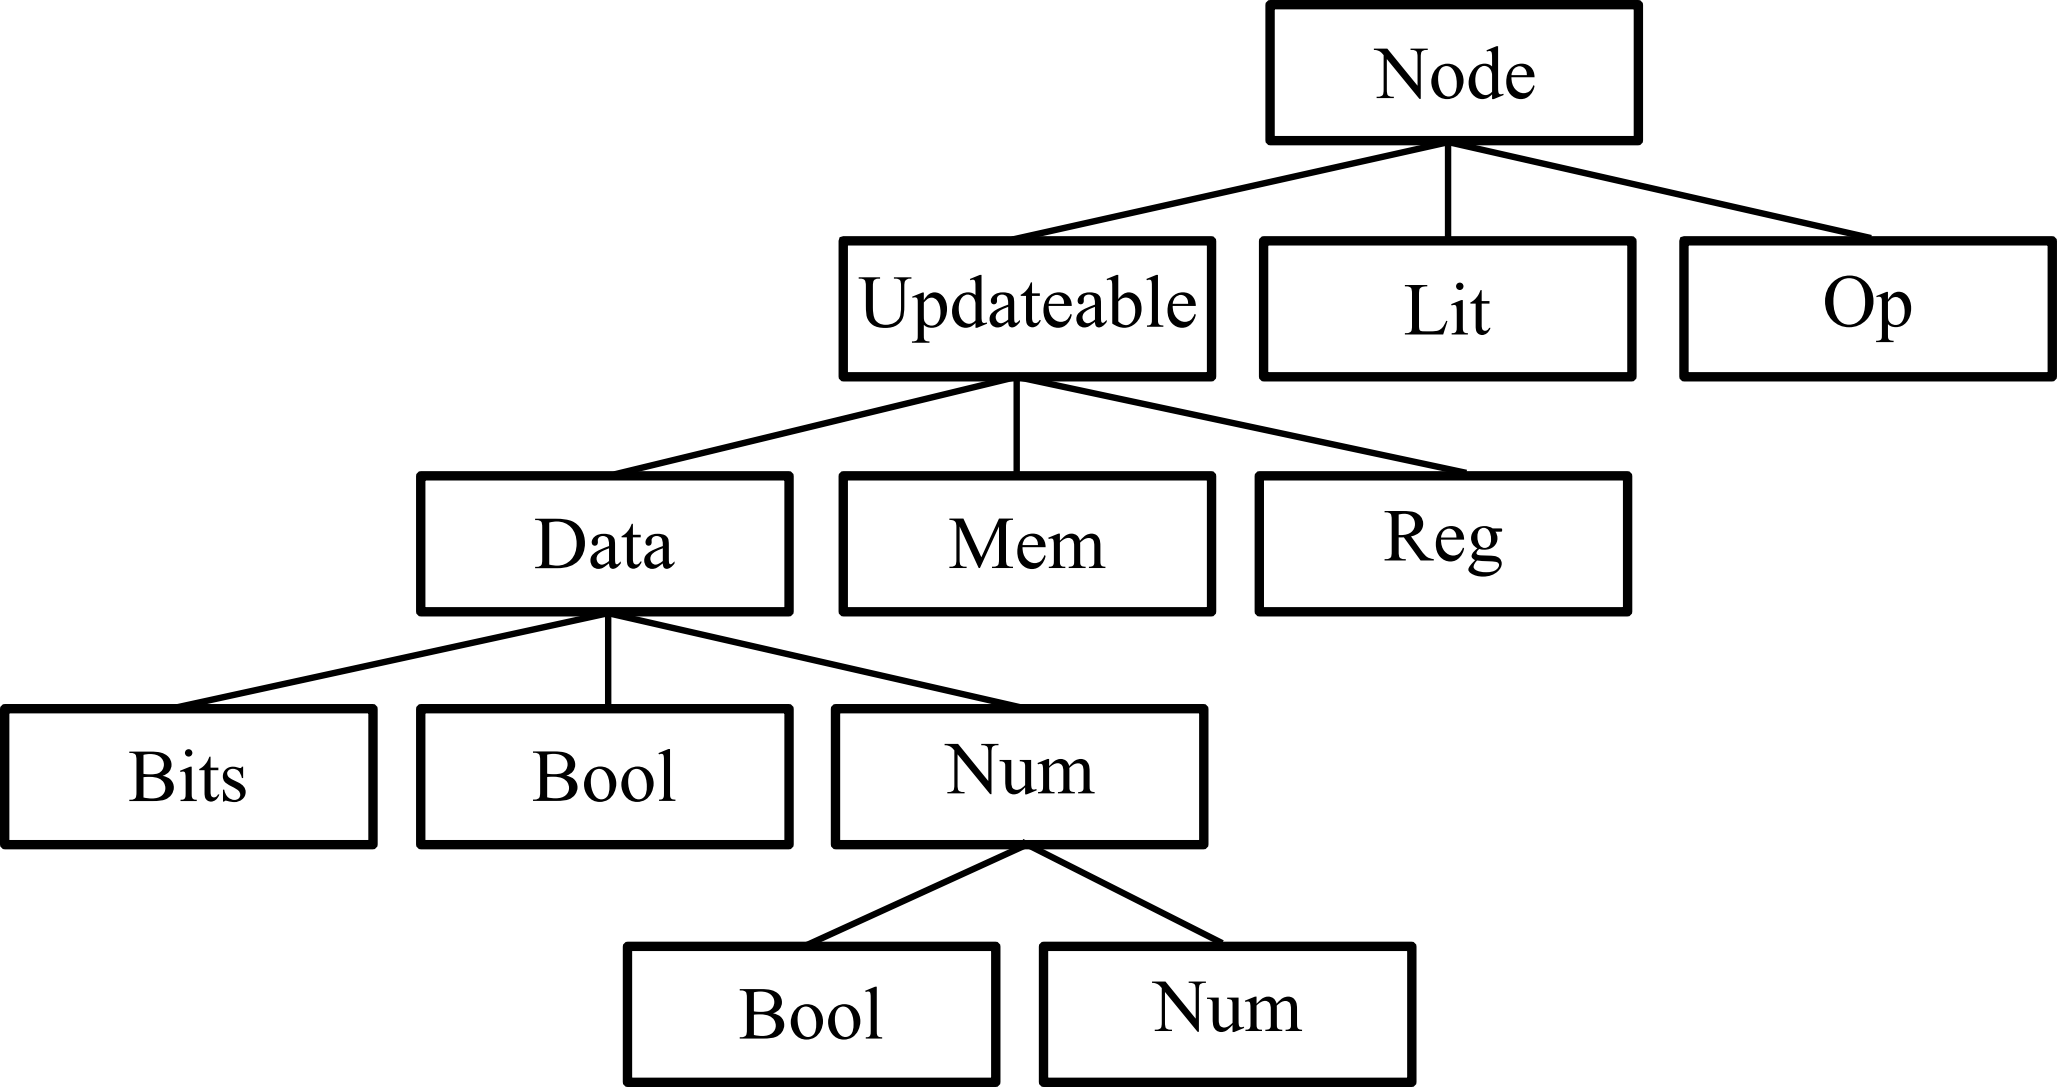 Node
Updateable
Lit
Op
Data
Mem
Reg
Bits
Bool
Num
Bool
Num